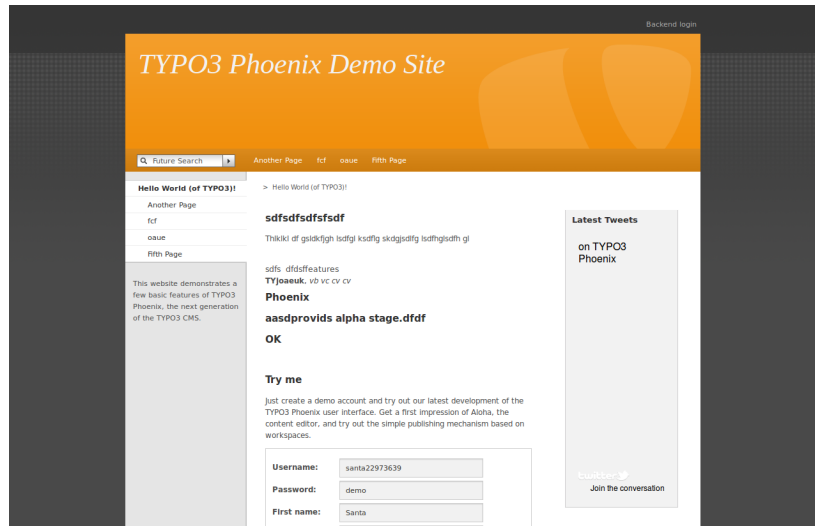 Backend login
TYPO3 Phoenix Demo Site
Future Search
Another Page fcf oaue Fifth Page
Hello World (of TYPO3)!
Another Page
fcf
oaue
Fifth Page
This website demonstrates a
few basic features of TYPO3
Phoenix, the next generation
of the TYPO3 CMS.
> Hello World (of TYPO3)!
sdfsdfsdfsfsdf
Thlklkl df gsldkfjgh lsdfgl ksdflg skdgjsdlfg lsdfhglsdfh gl
sdfs dfdsffeatures
TYjoaeuk, vb vc cv cv
Phoenix
aasdprovids alpha stage.dfdf
OK
Try me
Just create a demo account and try out our latest development of the
TYPO3 Phoenix user interface. Get a first impression of Aloha, the
content editor, and try out the simple publishing mechanism based on
workspaces.
Username: santa22973639
Password: demo
First name: Santa
Latest Tweets
on TYPO3
Phoenix
twitter
Join the conversation